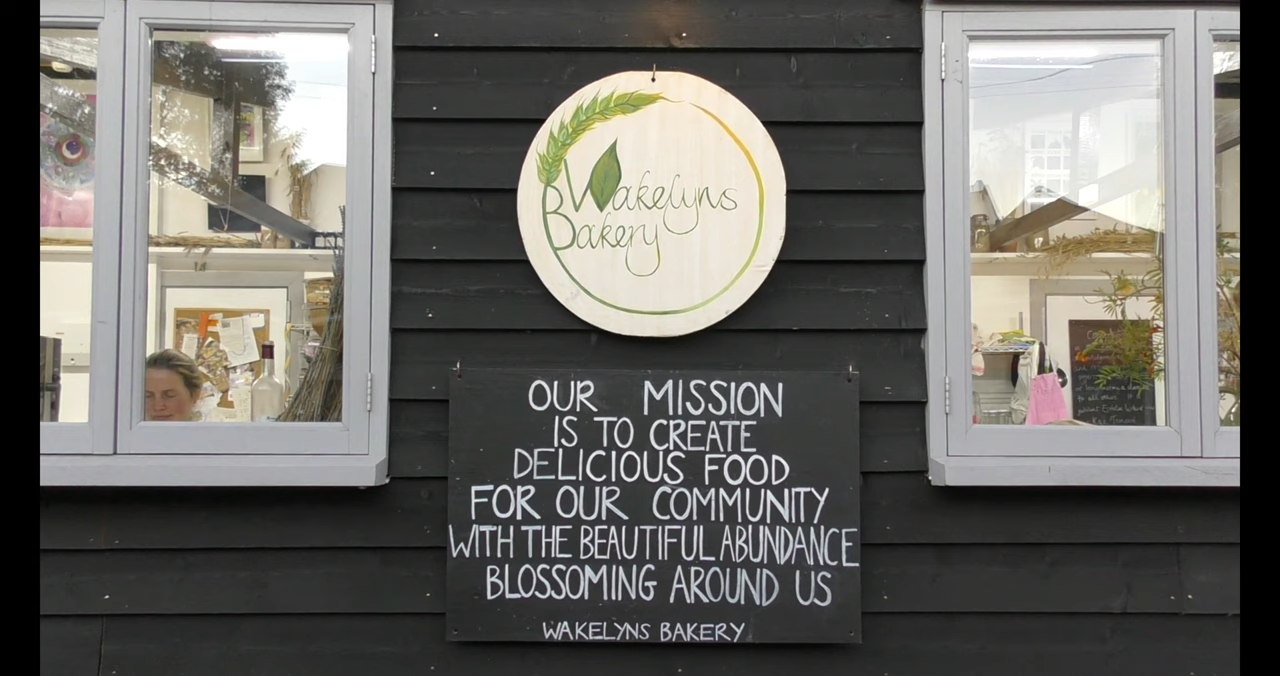 Wakelyns
Bakery
OUR MISSION
IS TO CREATE
DELICIOUS FOOD
FOR OUR COMMUNITY
WITH THE BEAUTIFUL ABUNDANCE
BLOSSOMING AROUND US
WAKELYNS BAKERY